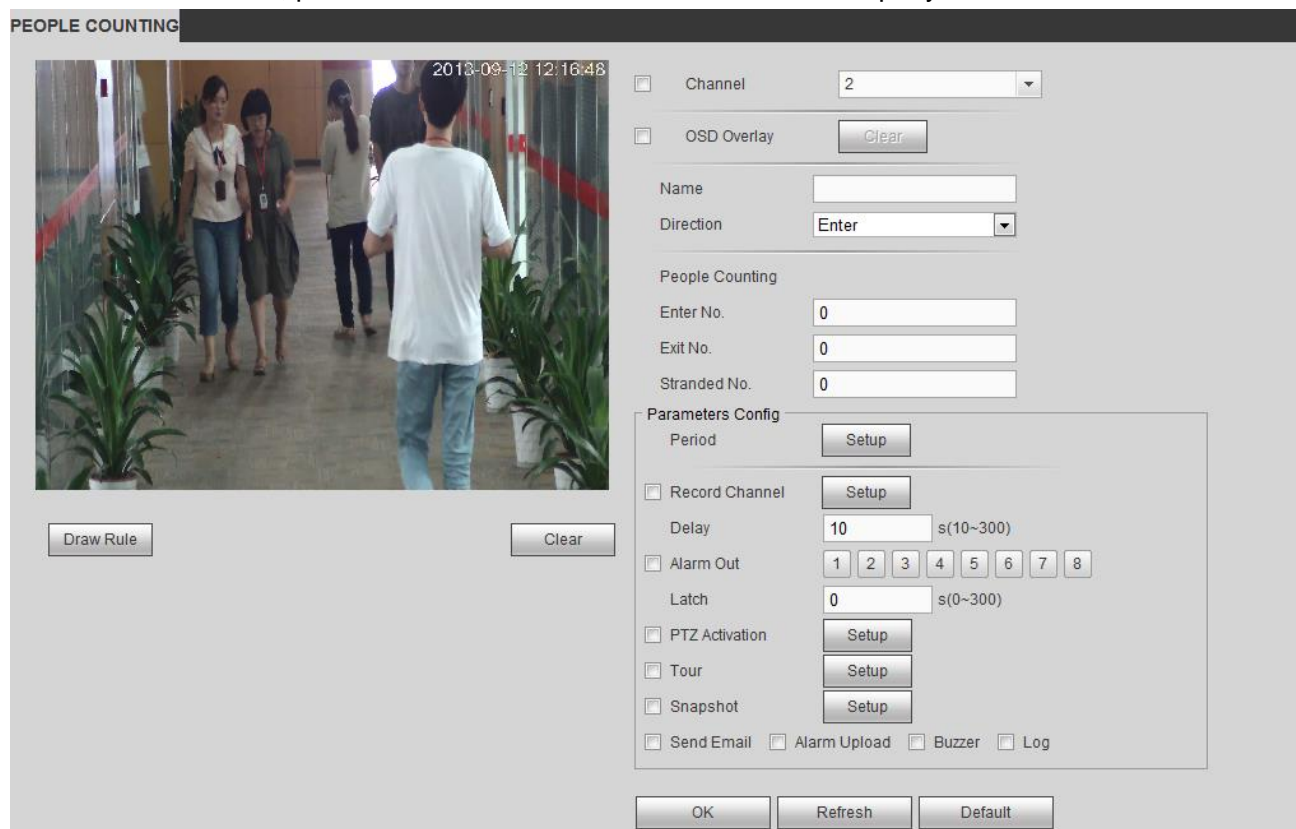 PEOPLE COUNTING
2013-09-12 12:16:48
Channel 2
OSD Overlay Clear
Name
Direction Enter
People Counting
Enter No. 0
Exit No. 0
Stranded No. 0
Parameters Config
Period Setup
Record Channel Setup
Delay 10 s(10~300)
Alarm Out 1 2 3 4 5 6 7 8
Latch 0 s(0~300)
PTZ Activation Setup
Tour Setup
Snapshot Setup
Send Email Alarm Upload Buzzer Log
Draw Rule Clear
OK Refresh Default